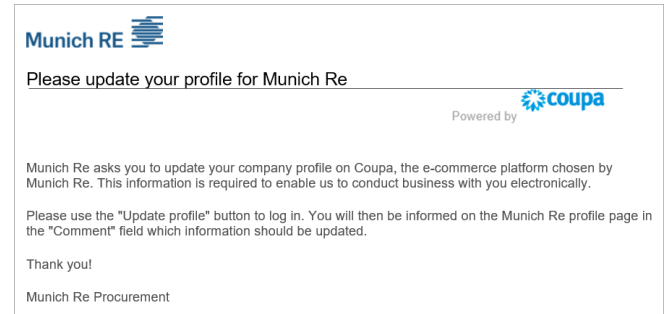 Munich RE
Please update your profile for Munich Re
coupa
Powered by
Munich Re asks you to update your company profile on Coupa, the e-commerce platform chosen by
Munich Re. This information is required to enable us to conduct business with you electronically.
Please use the "Update profile" button to log in. You will then be informed on the Munich Re profile page in
the "Comment" field which information should be updated.
Thank you!
Munich Re Procurement